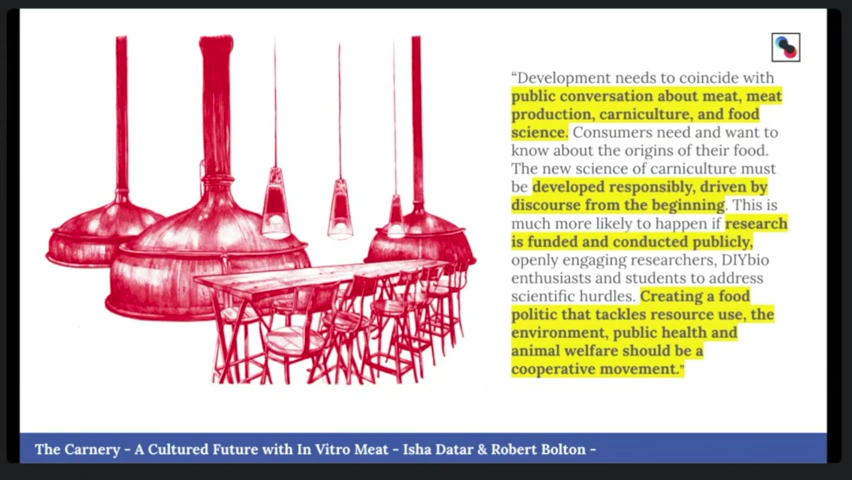 “Development needs to coincide with
public conversation about meat, meat
production, carniculture, and food
science. Consumers need and want to
know about the origins of their food.
The new science of carniculture must
be developed responsibly, driven by
discourse from the beginning. This is
much more likely to happen if research
is funded and conducted publicly,
openly engaging researchers, DIYbio
enthusiasts and students to address
scientific hurdles. Creating a food
politic that tackles resource use, the
environment, public health and
animal welfare should be a
cooperative movement.”
The Carnery - A Cultured Future with In Vitro Meat - Isha Datar & Robert Bolton -